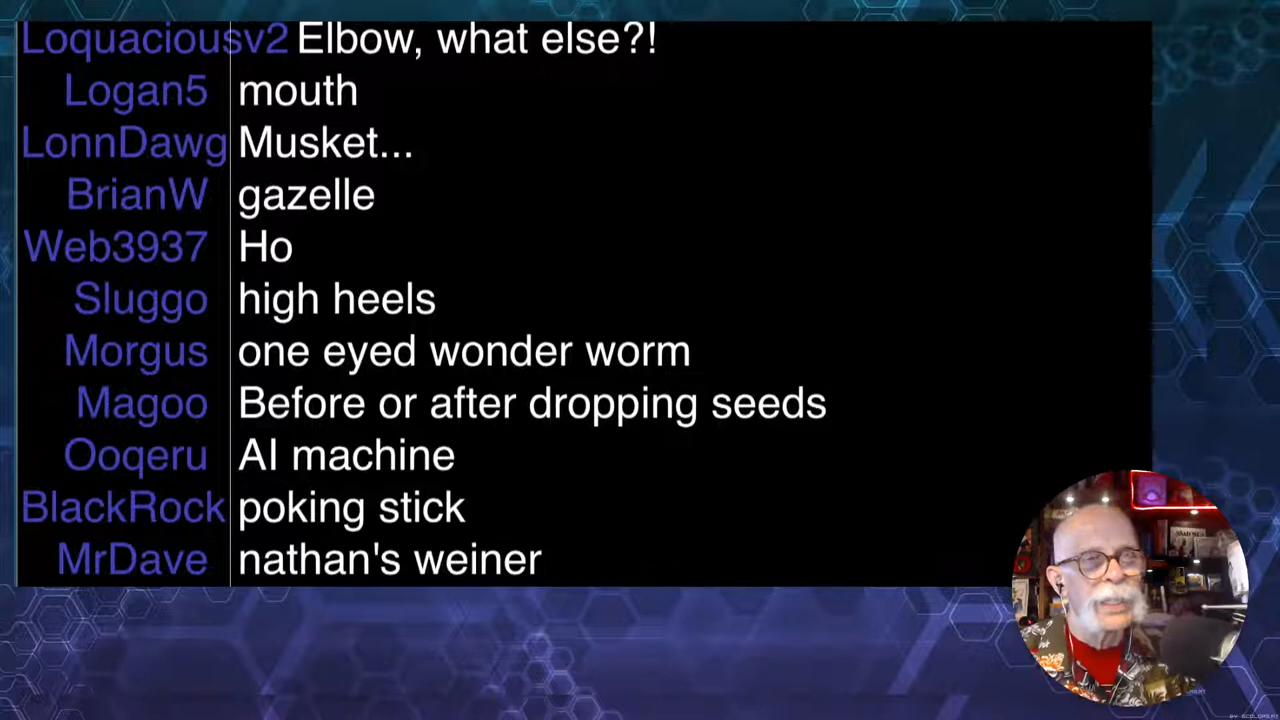 Loquaciousv2 Elbow, what else?!
Logan5 mouth
LonnDawg Musket...
BrianW gazelle
Web3937 Ho
Sluggo high heels
Morgus one eyed wonder worm
Magoo Before or after dropping seeds
Ooqeru AI machine
BlackRock poking stick
MrDave nathan's weiner